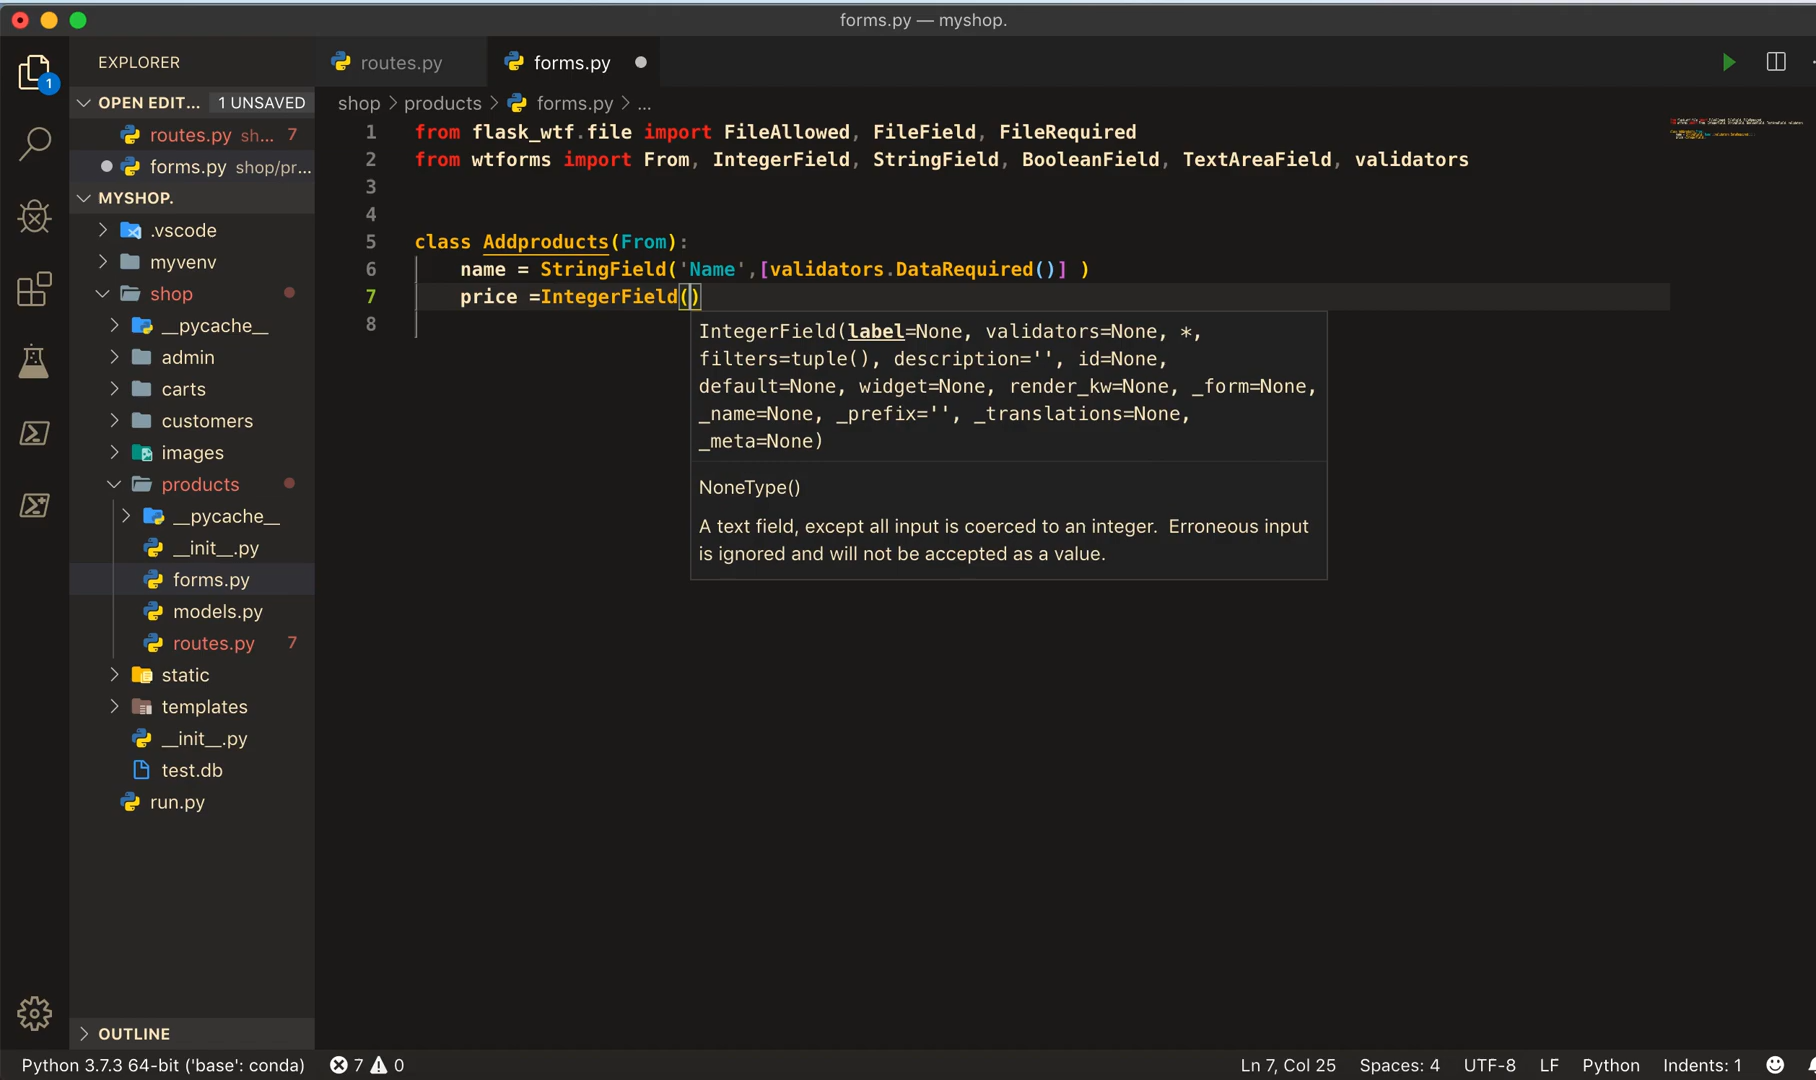 forms.py — myshop.
EXPLORER
routes.py
forms.py
1
OPEN EDIT... 1 UNSAVED
routes.py sh... 7
forms.py shop/pr...
MYSHOP.
.vscode
myvenv
shop
__pycache__
admin
carts
customers
images
products
__pycache__
__init__.py
forms.py
models.py
routes.py 7
static
templates
__init__.py
test.db
run.py
OUTLINE
shop > products > forms.py > ...
1 from flask_wtf.file import FileAllowed, FileField, FileRequired
2 from wtforms import From, IntegerField, StringField, BooleanField, TextAreaField, validators
3
4
5 class Addproducts(From):
6 name = StringField('Name',[validators.DataRequired()] )
7 price =IntegerField()
8
IntegerField(label=None, validators=None, *,
filters=tuple(), description='', id=None,
default=None, widget=None, render_kw=None, _form=None,
_name=None, _prefix='', _translations=None,
_meta=None)
NoneType()
A text field, except all input is coerced to an integer. Erroneous input
is ignored and will not be accepted as a value.
Python 3.7.3 64-bit ('base': conda) 7 0 Ln 7, Col 25 Spaces: 4 UTF-8 LF Python Indents: 1